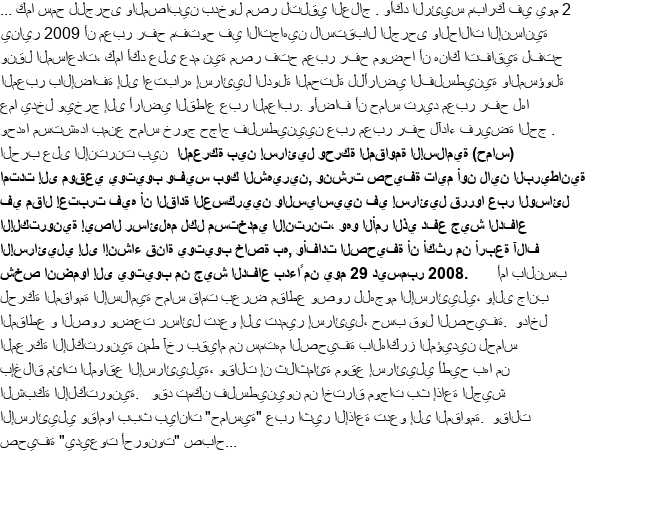 ... كما سمح للجرحى والمصابين بدخول مصر لتلقي العلاج . وأكد الرئيس مبارك في يوم 2
يناير 2009 أن معبر رفح مفتوح في الاتجاهين لاستقبال الجرحى والحالات الإنسانية
ونقل المساعدات، كما أكد على عدم نية مصر فتح معبر رفح موضحا أن هناك اتفاقية لفتح
المعبر بالإضافة إلى اعتباره إسرائيل الدولة المحتلة للأراضي الفلسطينية والمسؤولة
عما يدخل ويخرج إلى أراضي القطاع عبر المعابر. وأضاف أن حماس تريد معبر رفح لها
وحدها مستشهدا بمنع حماس خروج حجاج فلسطينيين عبر معبر رفح لأداء فريضة الحج .
الحرب على الإنترنت بين المعركة بين إسرائيل وحركة المقاومة الإسلامية (حماس)
امتدت إلى موقعي يوتيوب وفيس بوك الشهيرين, ونشرت صحيفة تايم أون لاين البريطانية
في مقال إعتبرت فيه أن القادة العسكريين والسياسيين في إسرائيل قرروا عبر الوسائل
الإلكترونية إيصال رسائلهم لكل مستخدمي الإنترنت، وهو الأمر الذي دفع جيش الدفاع
الإسرائيلي إلى إنشاء قناة يوتيوب خاصة به, وأفادت الصحيفة أن أكثر من أربعة آلاف
شخص انضموا إلى يوتيوب من جيش الدفاع بدءاً من يوم 29 ديسمبر 2008. أما بالنسب
لحركة المقاومة الإسلامية حماس قامت بعرض مقاطع وصور للهجوم الإسرائيلي، وإلى جانب
المقاطع و الصور وضعت رسائل تدعو إلى تدمير إسرائيل، حسب قول الصحيفة. وداخل
المعركة الإلكترونية نمط آخر بقيام من سمتهم الصحيفة بالهاكرز المؤيدين لحماس
بإغلاق مئات المواقع الإسرائيلية، وقالت إن ثلاثمائة موقع إسرائيلي أطيح بها من
الشبكة الإلكترونية. وقد تمكن فلسطينيون من اختراق موجات بث إذاعة الجيش
الإسرائيلي وقاموا ببث بيانات "حماسية" عبر اثير الإذاعة تدعو إلى المقاومة. وقالت
صحيفة "يديعوت أحرونوت" صباح...